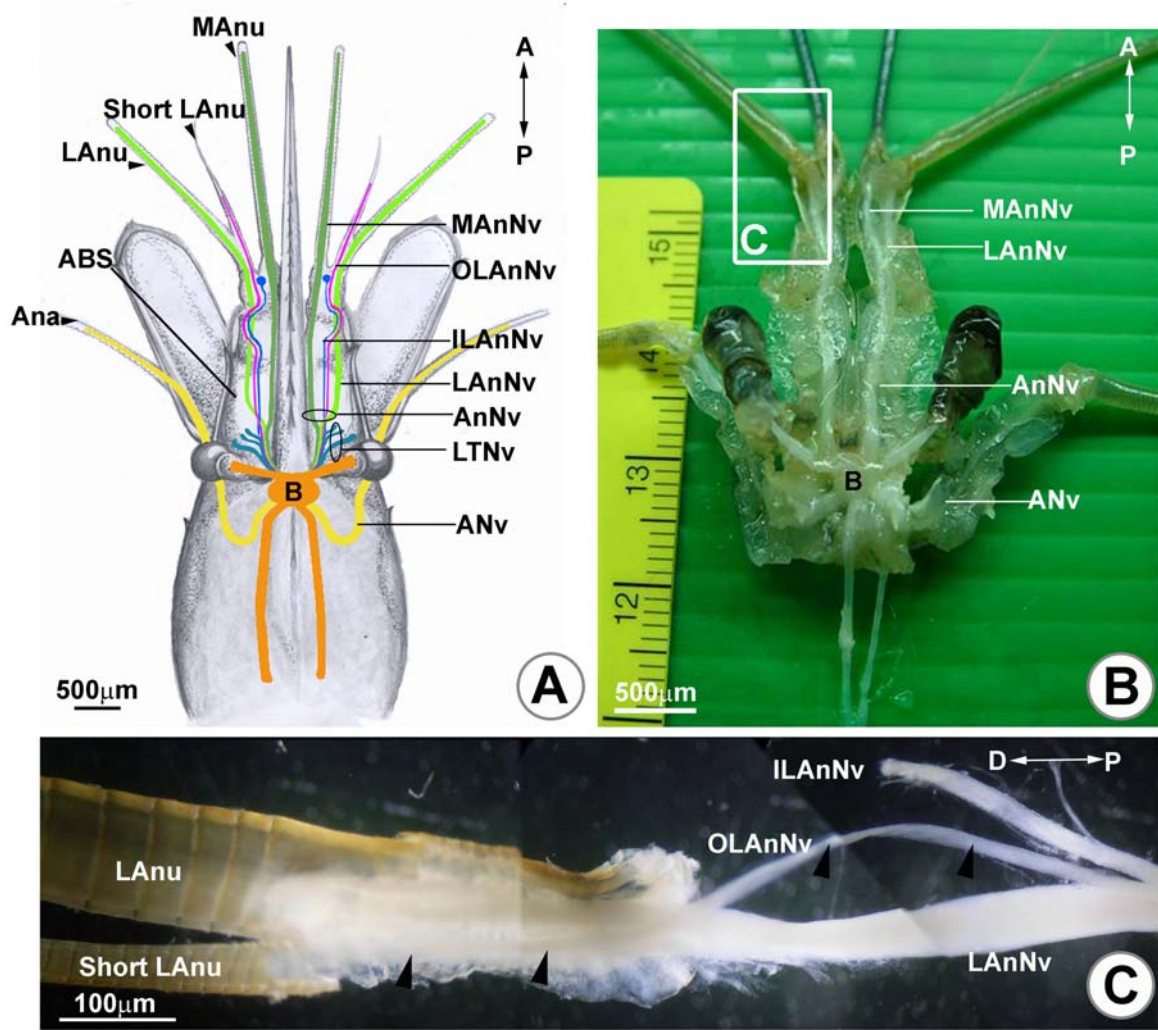 MAnu
Short LAnu
LAnu
ABS
Ana
A
P
MAnNv
OLAnNv
ILAnNv
LAnNv
AnNv
LTNv
ANv
B
500μm
A
A
P
C
MAnNv
LAnNv
AnNv
B
ANv
15
14
13
12
500μm
B
LAnu
Short LAnu
100μm
ILAnNv
D P
OLAnNv
LAnNv
C